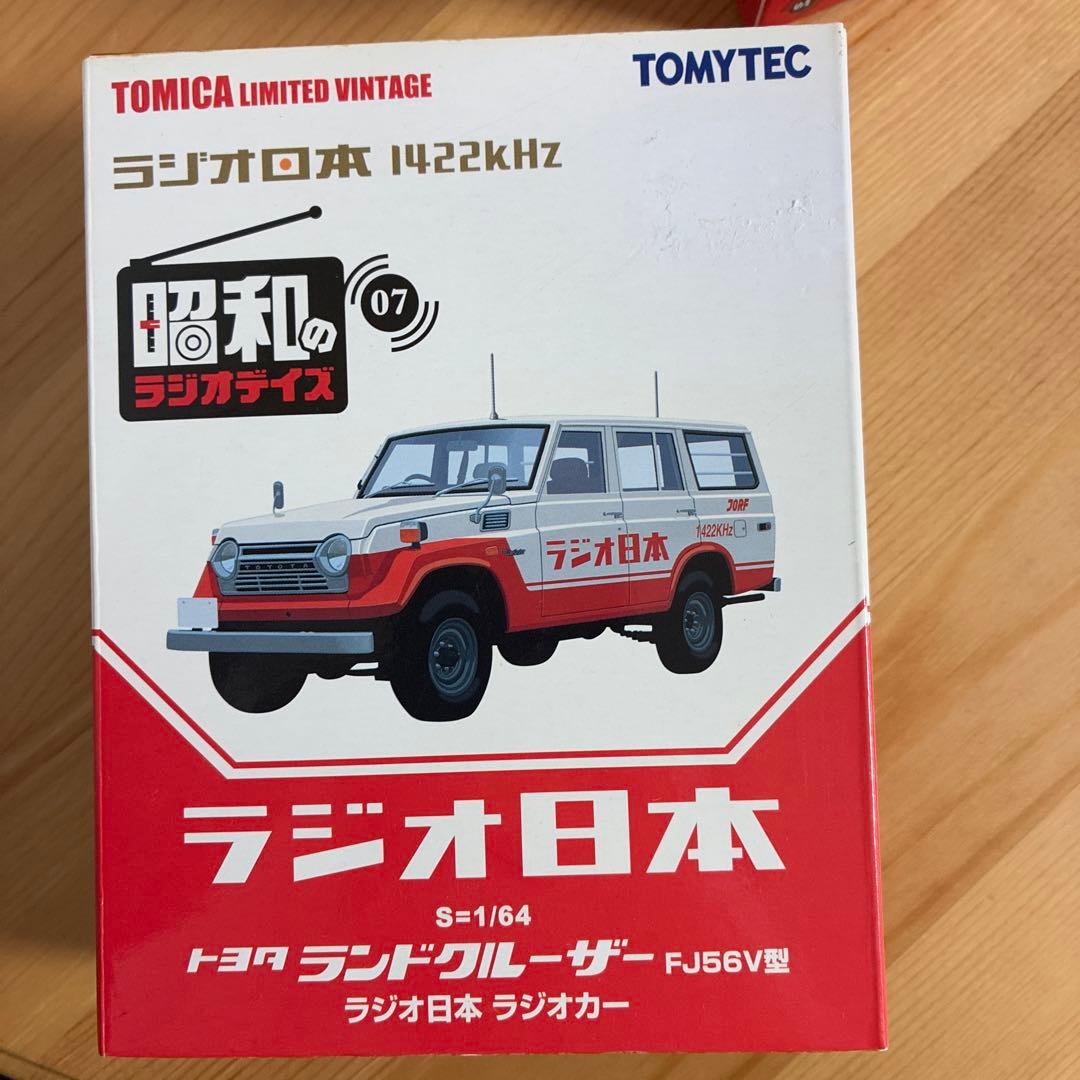 TOMICA LIMITED VINTAGE
TOMYTEC
ラジオ日本 1422kHz
昭和の
ラジオデイズ
07
JORF
1422KHz
ラジオ日本
TOYOTA
ラジオ日本
S=1/64
トヨタ ランドクルーザー FJ56V型
ラジオ日本 ラジオカー